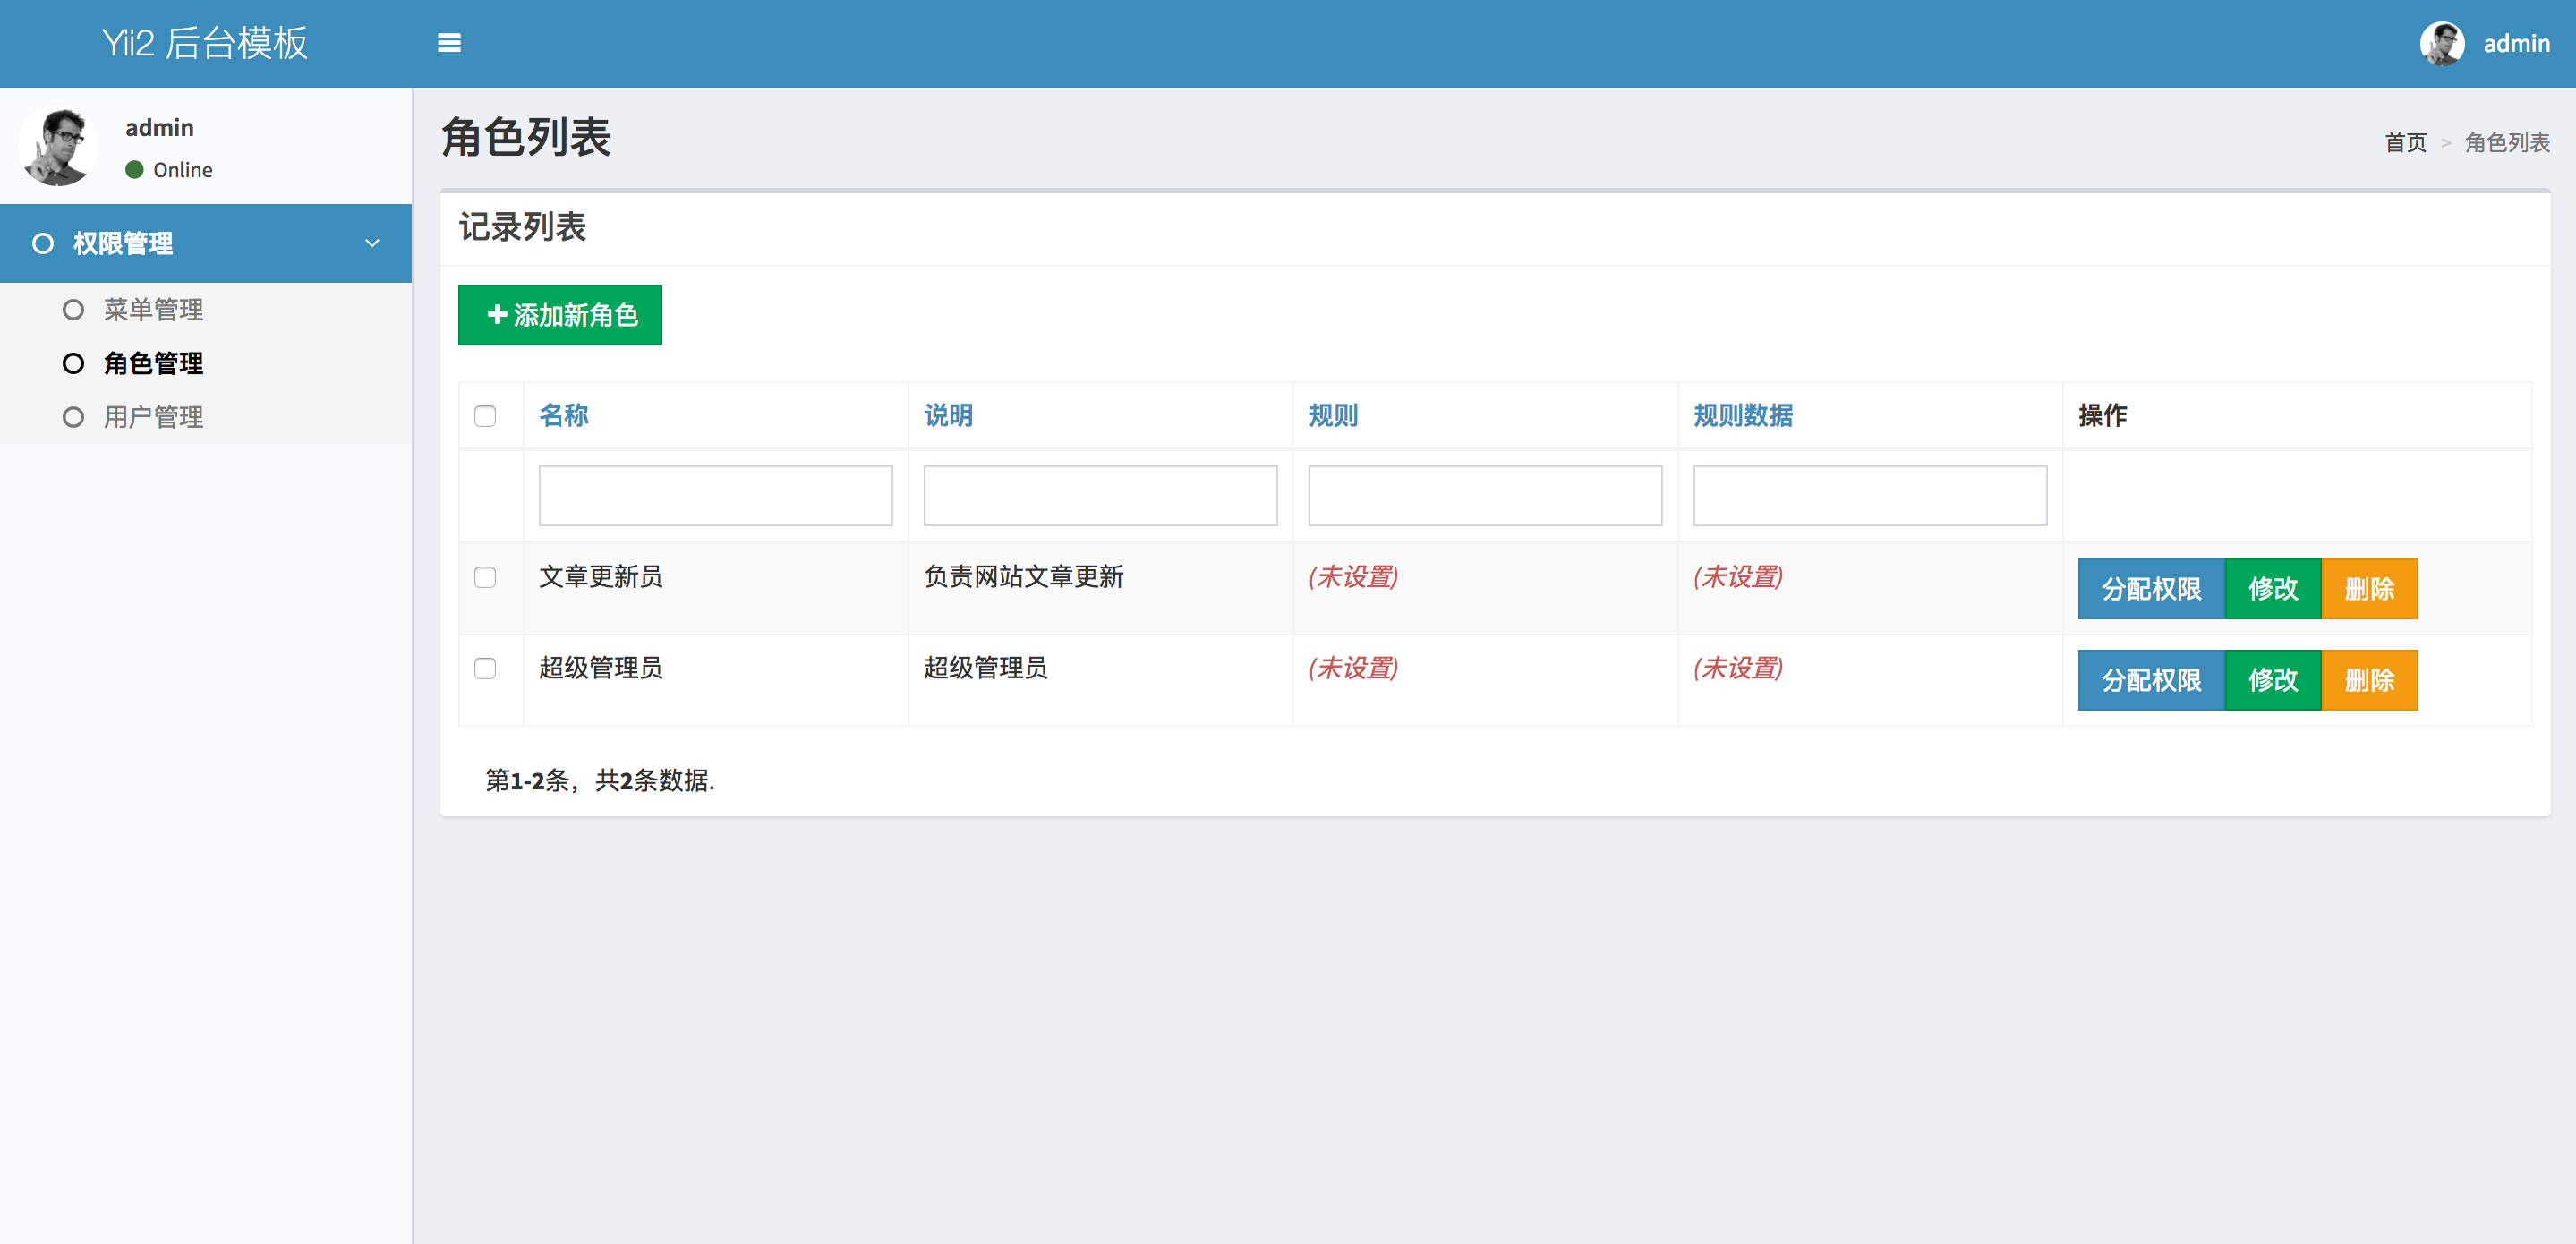 Yii2 后台模板
admin
admin
Online
权限管理
菜单管理
角色管理
用户管理
角色列表
首页 > 角色列表
记录列表
添加新角色
名称 说明 规则 规则数据 操作
文章更新员 负责网站文章更新 (未设置) (未设置) 分配权限 修改 删除
超级管理员 超级管理员 (未设置) (未设置) 分配权限 修改 删除
第1-2条，共2条数据.